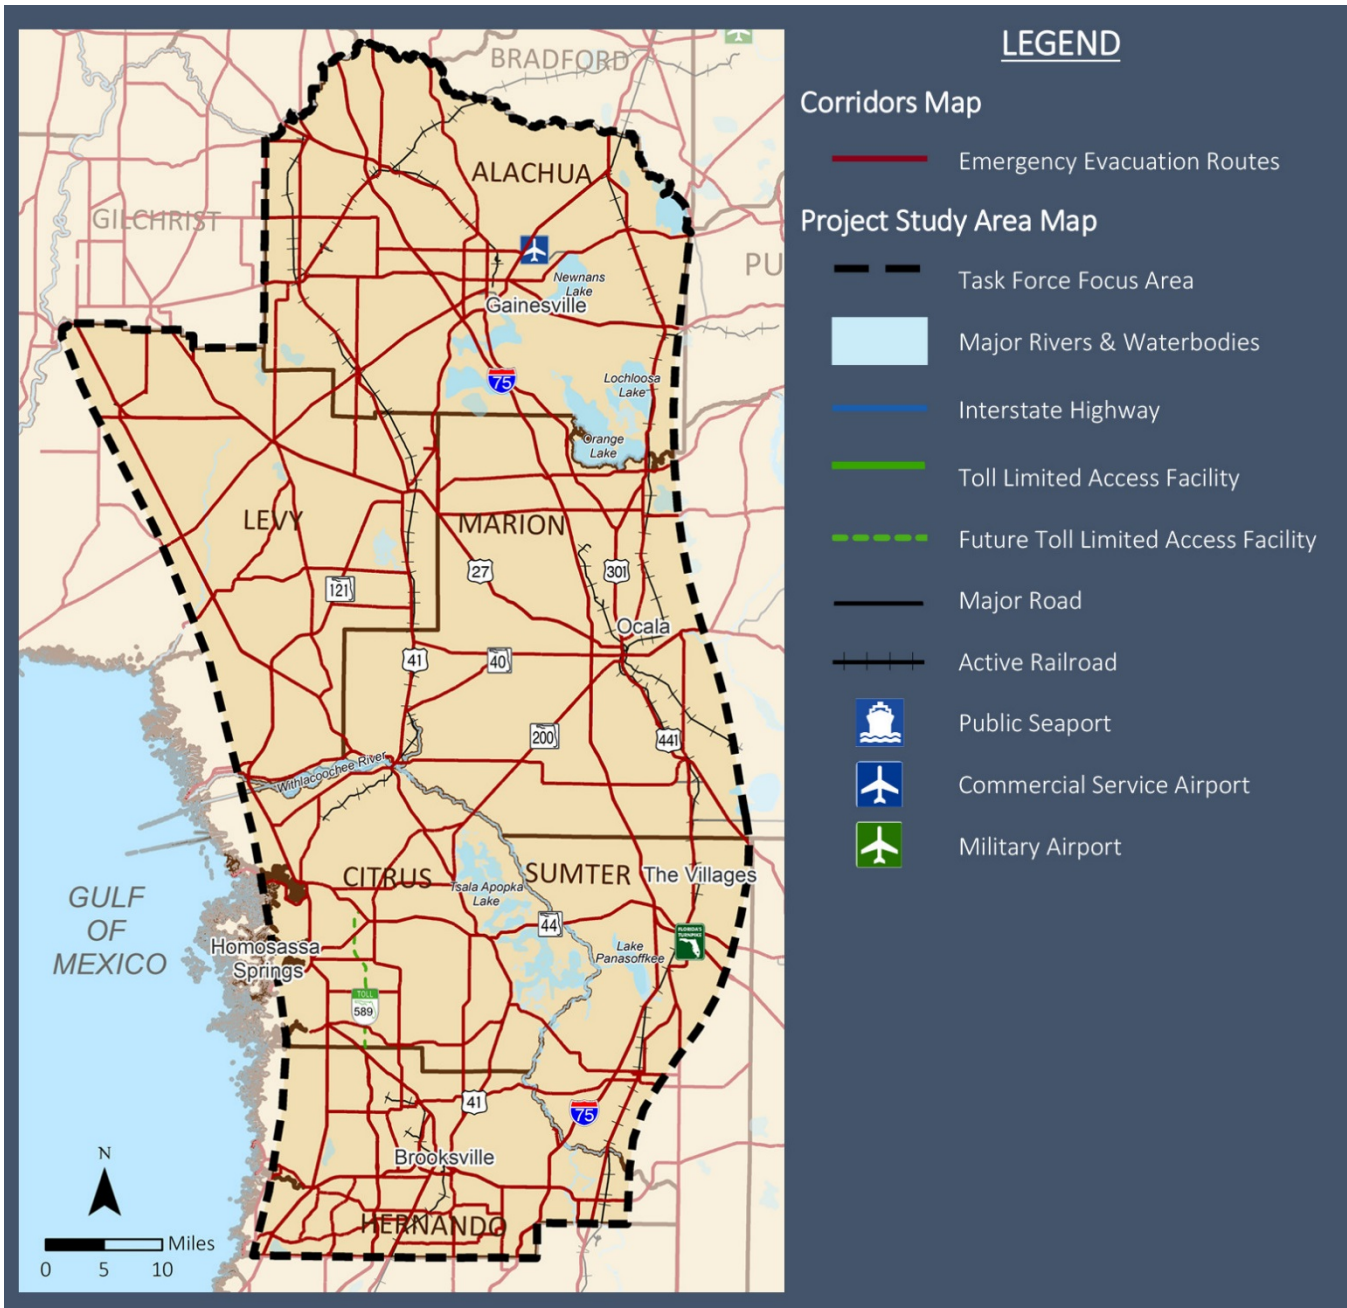 BRADFORD
ALACHUA
GILCHRIST
PU
Newnans
Lake
Gainesville
75
Lochloosa
Lake
Orange
Lake
LEVY
MARION
121
27
301
Ocala
41
40
200
441
Withlacoochee River
CITRUS
SUMTER
The Villages
Tsala Apopka
Lake
44
FLORIDA'S
TURNPIKE
GULF
OF
MEXICO
Homosassa
Springs
Lake
Panasoffkee
TOLL
589
41
75
Brooksville
HERNANDO
N
Miles
0 5 10
LEGEND
Corridors Map
Emergency Evacuation Routes
Project Study Area Map
Task Force Focus Area
Major Rivers & Waterbodies
Interstate Highway
Toll Limited Access Facility
Future Toll Limited Access Facility
Major Road
Active Railroad
Public Seaport
Commercial Service Airport
Military Airport